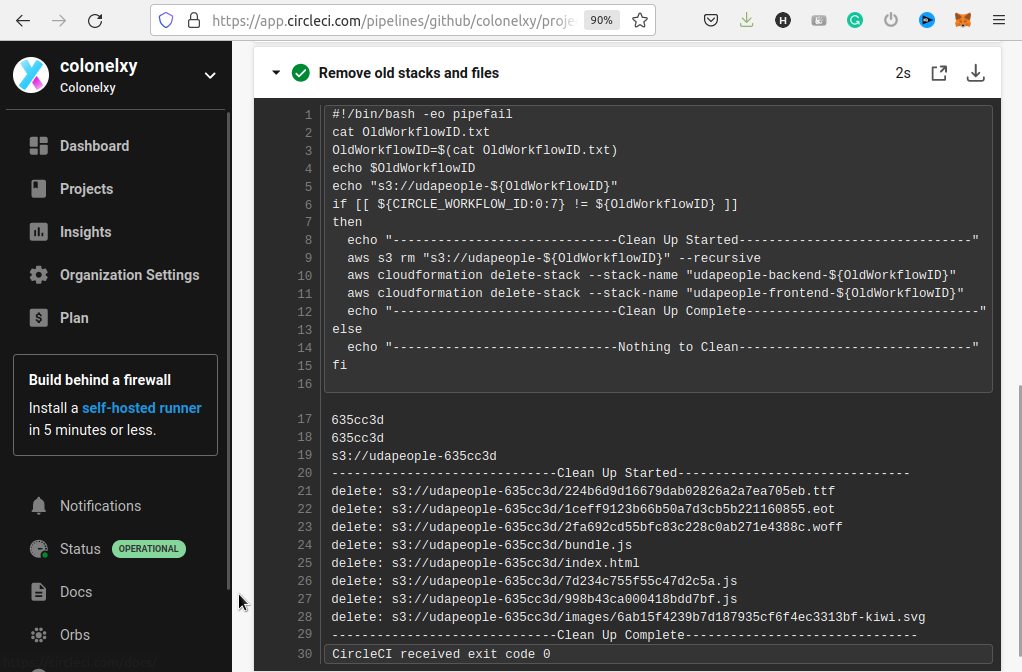 https://app.circleci.com/pipelines/github/colonelxy/proje
90%
colonelxy
Colonelxy
Dashboard
Projects
Insights
Organization Settings
Plan
Build behind a firewall
Install a self-hosted runner
in 5 minutes or less.
Notifications
Status OPERATIONAL
Docs
Orbs
https://circleci.com/docs/
Remove old stacks and files
2s
1 #!/bin/bash -eo pipefail
2 cat OldWorkflowID.txt
3 OldWorkflowID=$(cat OldWorkflowID.txt)
4 echo $OldWorkflowID
5 echo "s3://udapeople-${OldWorkflowID}"
6 if [[ ${CIRCLE_WORKFLOW_ID:0:7} != ${OldWorkflowID} ]]
7 then
8   echo "------------------------------Clean Up Started-------------------------------"
9   aws s3 rm "s3://udapeople-${OldWorkflowID}" --recursive
10   aws cloudformation delete-stack --stack-name "udapeople-backend-${OldWorkflowID}"
11   aws cloudformation delete-stack --stack-name "udapeople-frontend-${OldWorkflowID}"
12   echo "------------------------------Clean Up Complete-------------------------------"
13 else
14   echo "------------------------------Nothing to Clean-------------------------------"
15 fi
16
17 635cc3d
18 635cc3d
19 s3://udapeople-635cc3d
20 ------------------------------Clean Up Started-------------------------------
21 delete: s3://udapeople-635cc3d/224b6d9d16679dab02826a2a7ea705eb.ttf
22 delete: s3://udapeople-635cc3d/1ceff9123b66b50a7d3cb5b221160855.eot
23 delete: s3://udapeople-635cc3d/2fa692cd55bfc83c228c0ab271e4388c.woff
24 delete: s3://udapeople-635cc3d/bundle.js
25 delete: s3://udapeople-635cc3d/index.html
26 delete: s3://udapeople-635cc3d/7d234c755f55c47d2c5a.js
27 delete: s3://udapeople-635cc3d/998b43ca000418bdd7bf.js
28 delete: s3://udapeople-635cc3d/images/6ab15f4239b7d187935cf6f4ec3313bf-kiwi.svg
29 ------------------------------Clean Up Complete-------------------------------
30 CircleCI received exit code 0